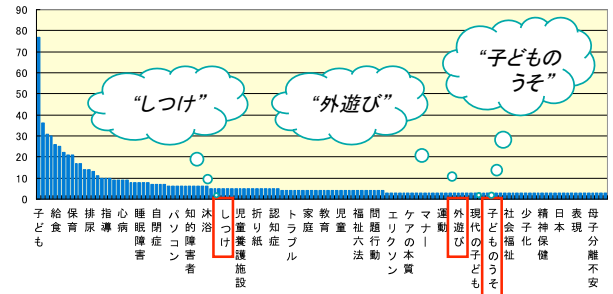 90
80
70
60
50
40
30
20
10
0
“しつけ”
“外遊び”
“子どもの
うそ”
子ども
給食
保育
排尿
指導
心病
睡眠障害
自閉症
パソコン
知的障害者
沐浴
しつけ
児童養護施設
折り紙
認知症
トラブル
家庭
教育
児童
福祉六法
問題行動
エリクソン
ケアの本質
マナー
運動
外遊び
現代の子ども
子どものうそ
社会福祉
少子化
精神保健
日本
表現
母子分離不安